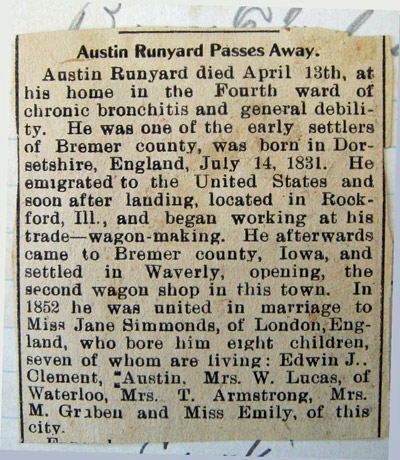 Austin Runyard Passes Away.
Austin Runyard died April 13th, at
his home in the Fourth ward of
chronic bronchitis and general debili-
ty. He was one of the early settlers
of Bremer county, was born in Dor-
setshire, England, July 14, 1831. He
emigrated to the United States and
soon after landing, located in Rock-
ford, Ill., and began working at his
trade—wagon-making. He afterwards
came to Bremer county, Iowa, and
settled in Waverly, opening, the
second wagon shop in this town. In
1852 he was united in marriage to
Miss Jane Simmonds, of London, Eng-
land, who bore him eight children,
seven of whom are living: Edwin J.,
Clement, Austin, Mrs. W. Lucas, of
Waterloo, Mrs. T. Armstrong, Mrs.
M. Graben and Miss Emily, of this
city.